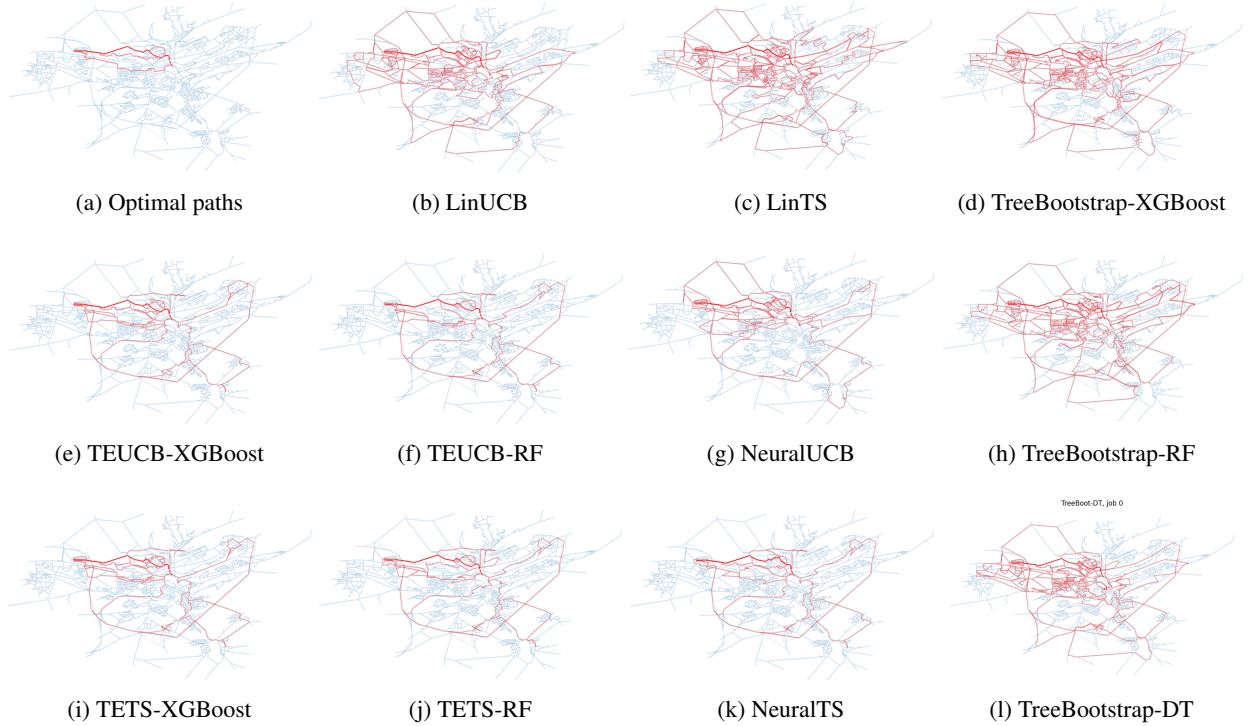 (a) Optimal paths
(b) LinUCB
(c) LinTS
(d) TreeBootstrap-XGBoost
(e) TEUCB-XGBoost
(f) TEUCB-RF
(g) NeuralUCB
(h) TreeBootstrap-RF
TreeBoot-DT, job 0
(i) TETS-XGBoost
(j) TETS-RF
(k) NeuralTS
(l) TreeBootstrap-DT